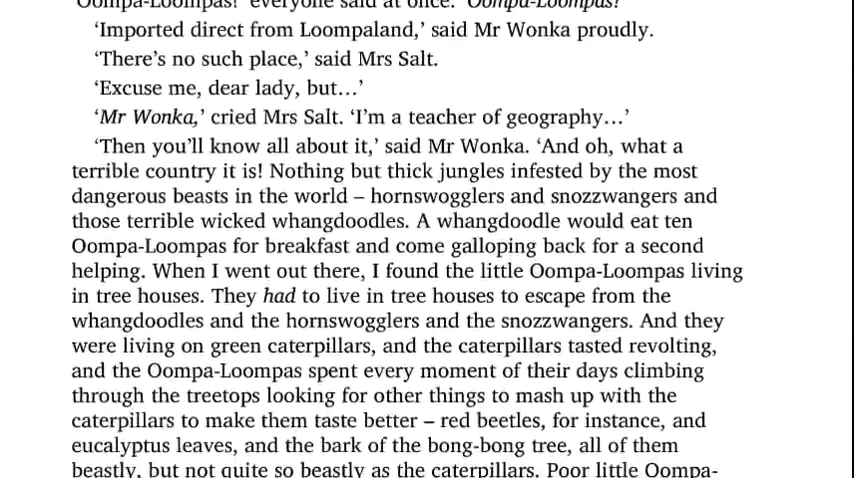 ‘Oompa-Loompas!’ everyone said at once. ‘Oompa-Loompas!’
‘Imported direct from Loompaland,’ said Mr Wonka proudly.
‘There’s no such place,’ said Mrs Salt.
‘Excuse me, dear lady, but…’
‘Mr Wonka,’ cried Mrs Salt. ‘I’m a teacher of geography…’
‘Then you’ll know all about it,’ said Mr Wonka. ‘And oh, what a
terrible country it is! Nothing but thick jungles infested by the most
dangerous beasts in the world – hornswogglers and snozzwangers and
those terrible wicked whangdoodles. A whangdoodle would eat ten
Oompa-Loompas for breakfast and come galloping back for a second
helping. When I went out there, I found the little Oompa-Loompas living
in tree houses. They had to live in tree houses to escape from the
whangdoodles and the hornswogglers and the snozzwangers. And they
were living on green caterpillars, and the caterpillars tasted revolting,
and the Oompa-Loompas spent every moment of their days climbing
through the treetops looking for other things to mash up with the
caterpillars to make them taste better – red beetles, for instance, and
eucalyptus leaves, and the bark of the bong-bong tree, all of them
beastly, but not quite so beastly as the caterpillars. Poor little Oompa-